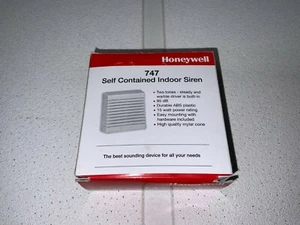 Honeywell
747
Self Contained Indoor Siren
• Two-tones - steady and
warble driver is built in
• 95 dB
• Durable ABS plastic
• 15 watt power rating
• Easy mounting with
hardware included
• High quality mylar cone
The best sounding device for all your needs